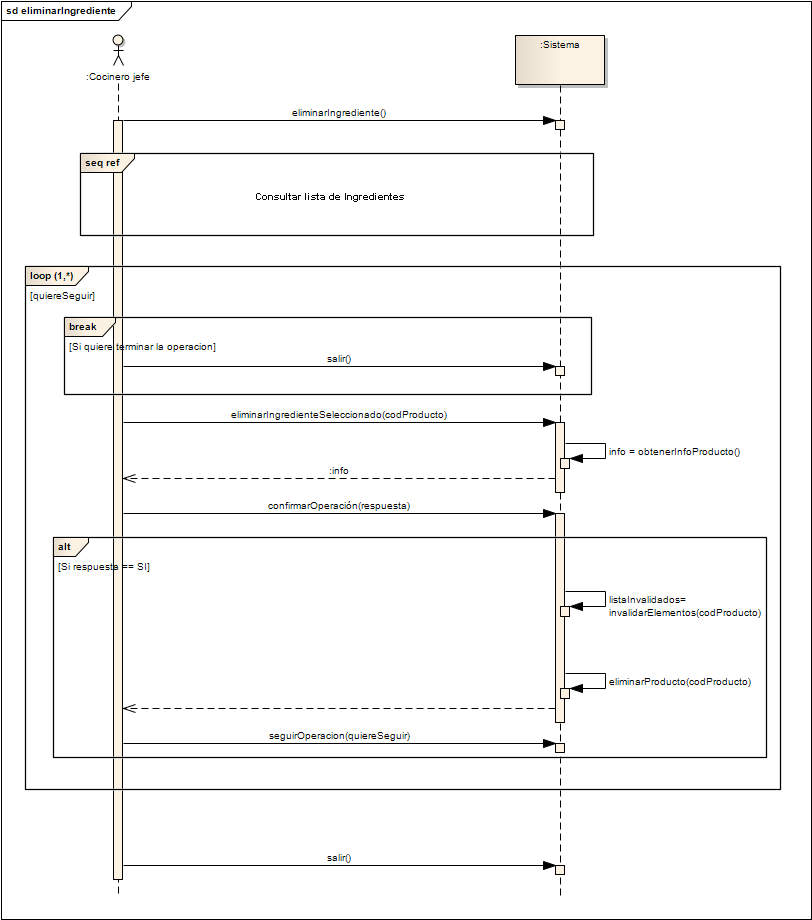 sd eliminarIngrediente
:Cocinero jefe
:Sistema
eliminarIngrediente()
seq ref
Consultar lista de Ingredientes
loop (1,*)
[quiereSeguir]
break
[Si quiere terminar la operacion]
salir()
eliminarIngredienteSeleccionado(codProducto)
info = obtenerInfoProducto()
:info
confirmarOperación(respuesta)
alt
[Si respuesta == SI]
listaInvalidados=
invalidarElementos(codProducto)
eliminarProducto(codProducto)
seguirOperacion(quiereSeguir)
salir()